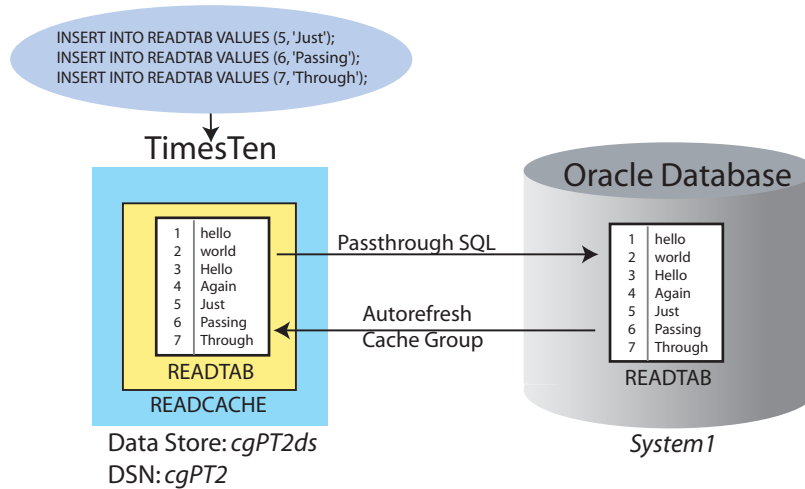 INSERT INTO READTAB VALUES (5, 'Just');
INSERT INTO READTAB VALUES (6, 'Passing');
INSERT INTO READTAB VALUES (7, 'Through');
TimesTen
Oracle Database
1 hello
2 world
3 Hello
4 Again
5 Just
6 Passing
7 Through
READTAB
READCACHE
Passthrough SQL
Autorefresh
Cache Group
1 hello
2 world
3 Hello
4 Again
5 Just
6 Passing
7 Through
READTAB
Data Store: cgPT2ds
DSN: cgPT2
System1